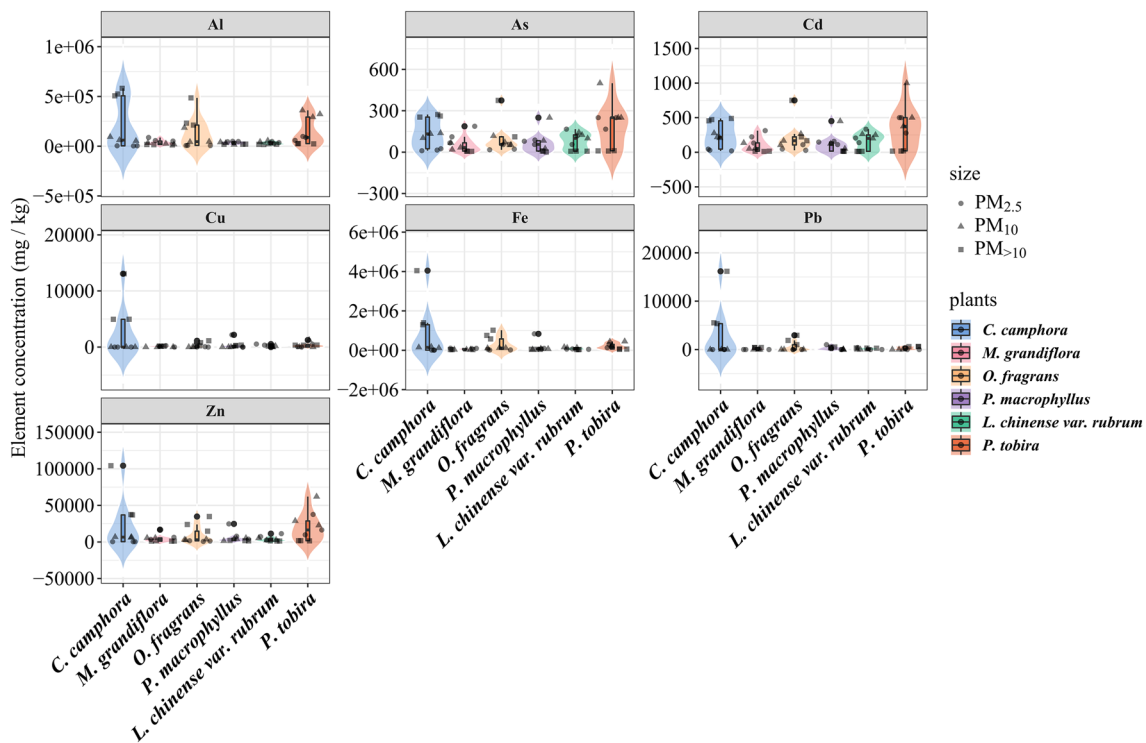 Al
As
Cd
1e+06
5e+05
0e+00
−5e+05
600
300
0
−300
1500
1000
500
0
−500
Cu
Fe
Pb
20000
10000
0
6e+06
4e+06
2e+06
0e+00
−2e+06
20000
10000
0
Zn
150000
100000
50000
0
−50000
Element concentration (mg / kg)
C. camphora
M. grandiflora
O. fragrans
P. macrophyllus
L. chinense var. rubrum
P. tobira
C. camphora
M. grandiflora
O. fragrans
P. macrophyllus
L. chinense var. rubrum
P. tobira
C. camphora
M. grandiflora
O. fragrans
P. macrophyllus
L. chinense var. rubrum
P. tobira
size
PM2.5
PM10
PM>10
plants
C. camphora
M. grandiflora
O. fragrans
P. macrophyllus
L. chinense var. rubrum
P. tobira